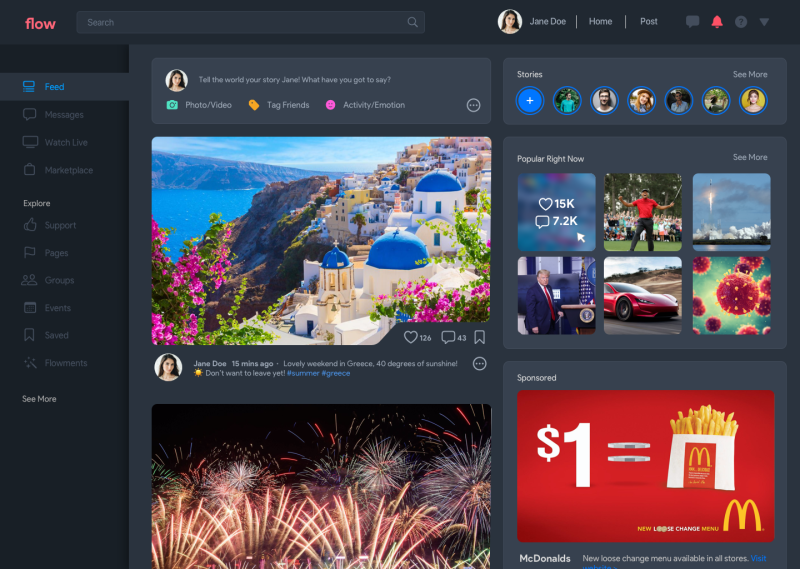 flow
Search
Jane Doe
Home
Post
Feed
Messages
Watch Live
Marketplace
Explore
Support
Pages
Groups
Events
Saved
Flowments
See More
Tell the world your story Jane! What have you got to say?
Photo/Video
Tag Friends
Activity/Emotion
126
43
Jane Doe 15 mins ago · Lovely weekend in Greece, 40 degrees of sunshine!
☀️ Don't want to leave yet! #summer #greece
Stories
See More
+
Popular Right Now
See More
15K
7.2K
Sponsored
$1 =
NEW LOOSE CHANGE MENU
McDonalds
New loose change menu available in all stores. Visit